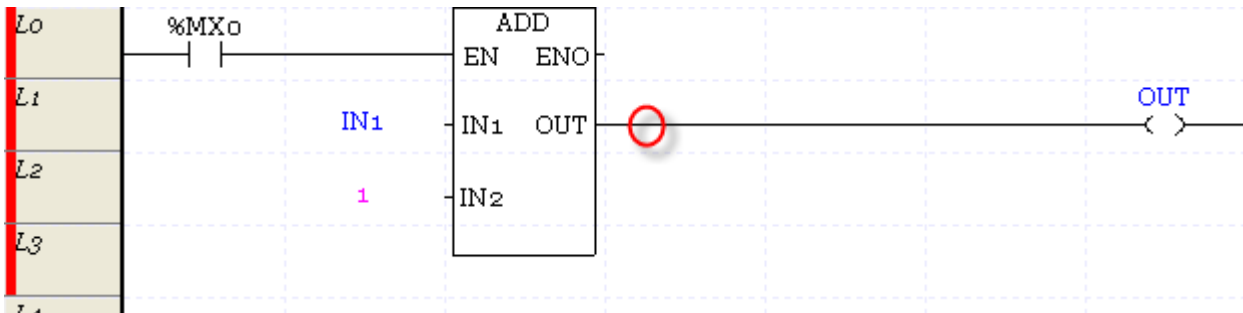 L0 %MX0 ADD
EN ENO
L1 IN1 IN1 OUT OUT
L2 1 IN2
L3